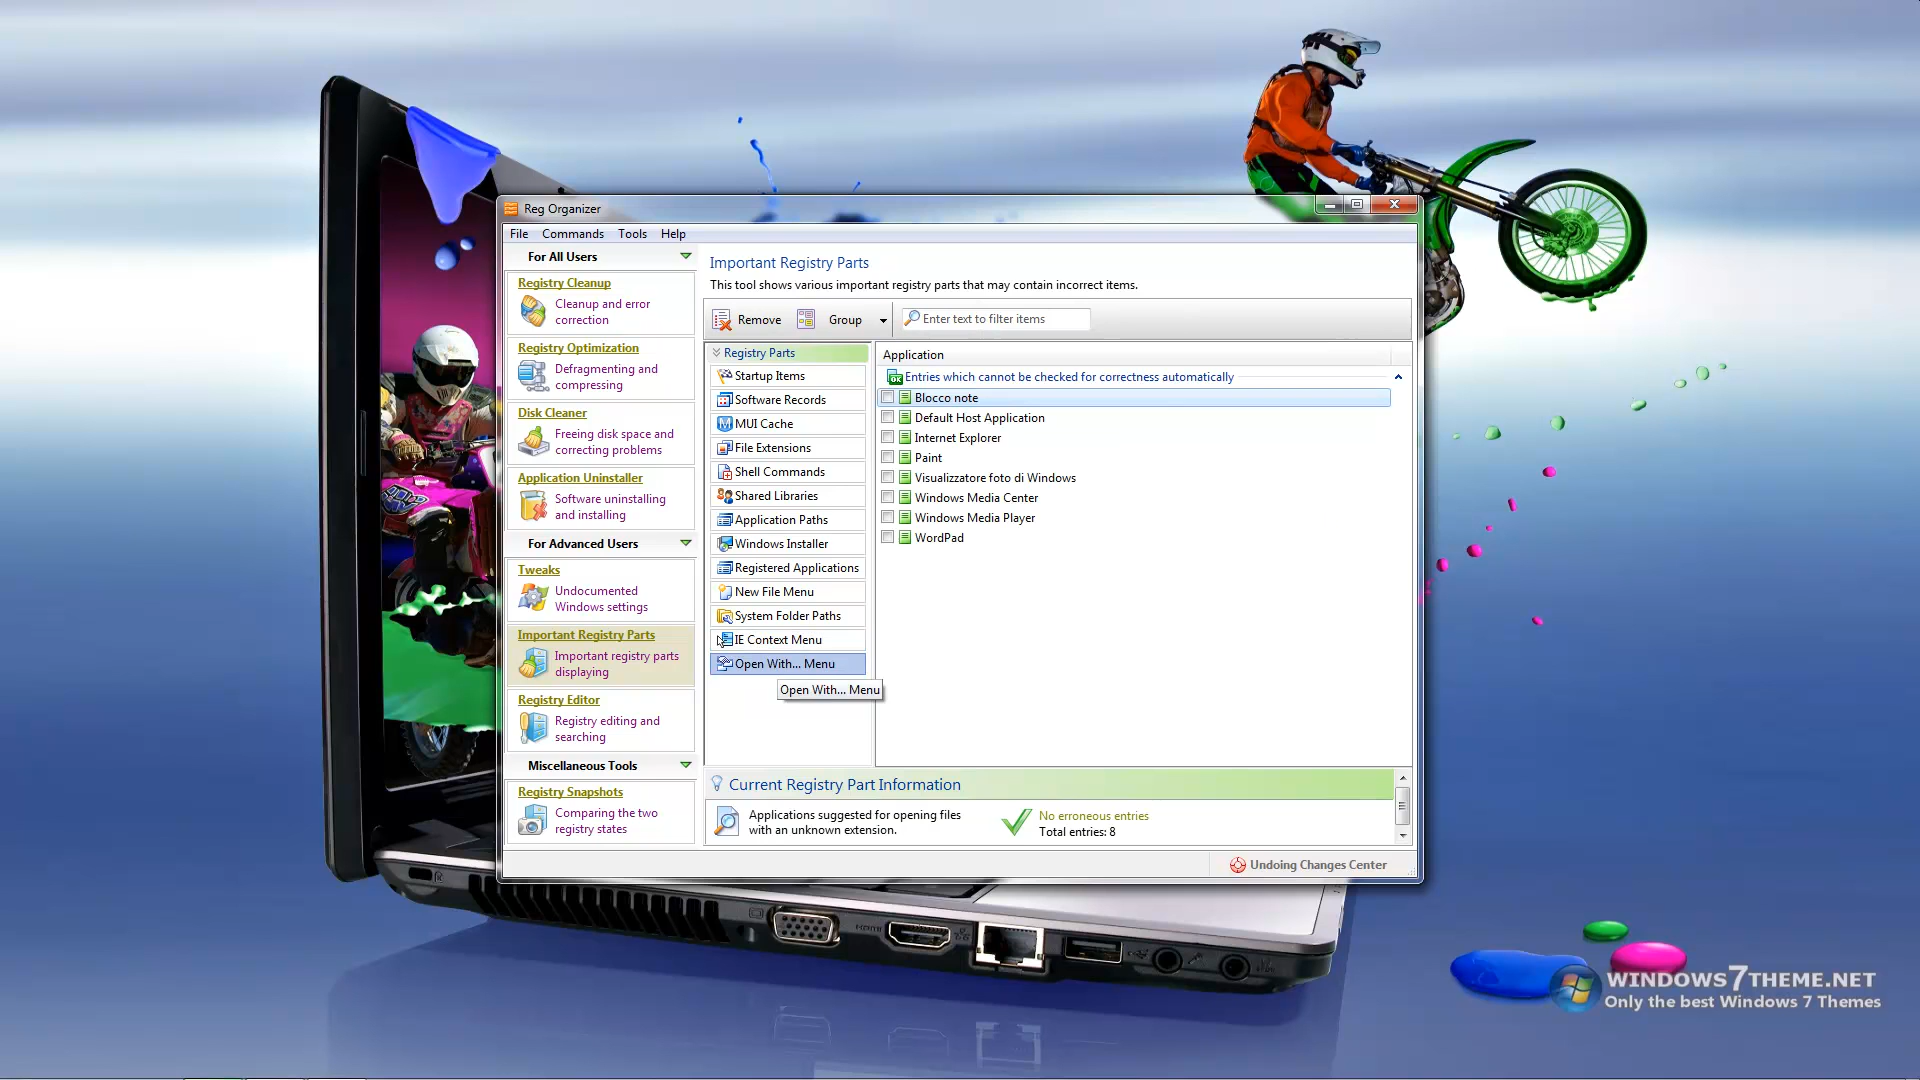 Reg Organizer
File Commands Tools Help
For All Users
Registry Cleanup
Cleanup and error
correction
Registry Optimization
Defragmenting and
compressing
Disk Cleaner
Freeing disk space and
correcting problems
Application Uninstaller
Software uninstalling
and installing
For Advanced Users
Tweaks
Undocumented
Windows settings
Important Registry Parts
Important registry parts
displaying
Registry Editor
Registry editing and
searching
Miscellaneous Tools
Registry Snapshots
Comparing the two
registry states
Important Registry Parts
This tool shows various important registry parts that may contain incorrect items.
Remove Group Enter text to filter items
Registry Parts
Startup Items
Software Records
MUI Cache
File Extensions
Shell Commands
Shared Libraries
Application Paths
Windows Installer
Registered Applications
New File Menu
System Folder Paths
IE Context Menu
Open With... Menu
Open With... Menu
Application
OK Entries which cannot be checked for correctness automatically
Blocco note
Default Host Application
Internet Explorer
Paint
Visualizzatore foto di Windows
Windows Media Center
Windows Media Player
WordPad
Current Registry Part Information
Applications suggested for opening files
with an unknown extension.
No erroneous entries
Total entries: 8
Undoing Changes Center
HDMI
WINDOWS7THEME.NET
Only the best Windows 7 Themes